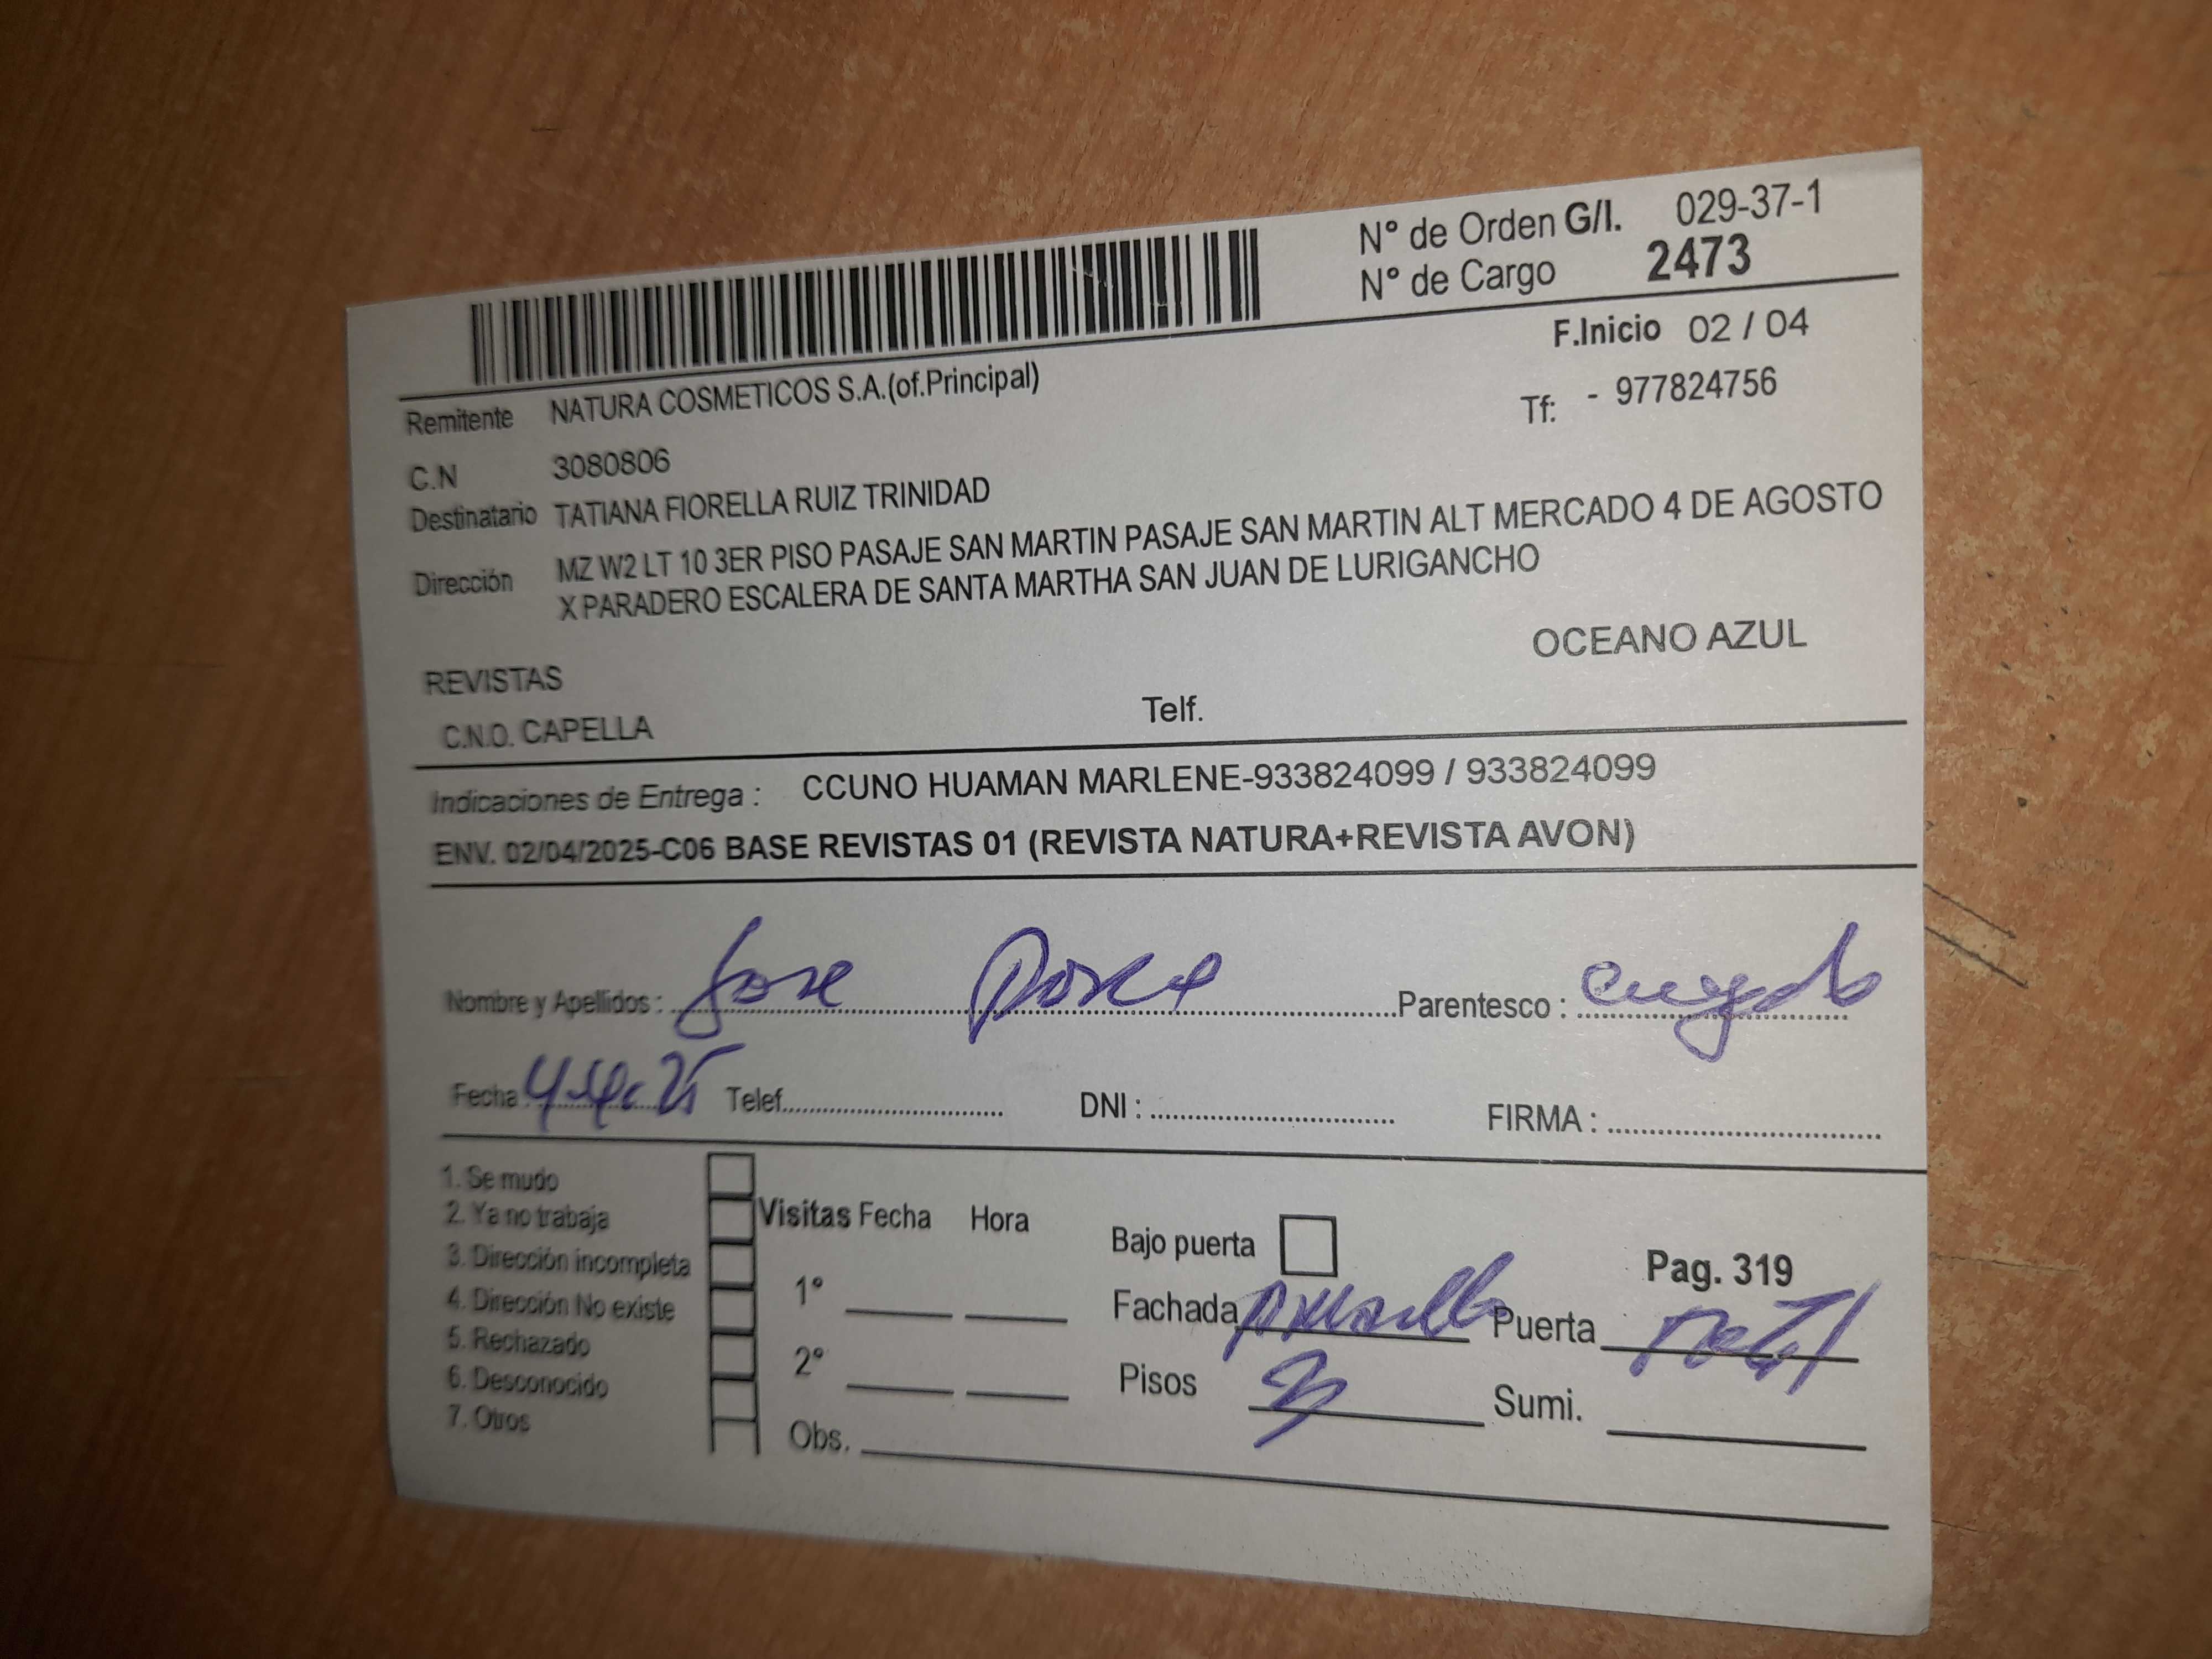 N° de Orden G/I. 029-37-1
N° de Cargo 2473
F.Inicio 02 / 04
Remitente NATURA COSMETICOS S.A.(of.Principal)
Tf: - 977824756
C.N 3080806
Destinatario TATIANA FIORELLA RUIZ TRINIDAD
Dirección MZ W2 LT 10 3ER PISO PASAJE SAN MARTIN PASAJE SAN MARTIN ALT MERCADO 4 DE AGOSTO
X PARADERO ESCALERA DE SANTA MARTHA SAN JUAN DE LURIGANCHO
OCEANO AZUL
REVISTAS
C.N.O. CAPELLA Telf.
Indicaciones de Entrega : CCUNO HUAMAN MARLENE-933824099 / 933824099
ENV. 02/04/2025-C06 BASE REVISTAS 01 (REVISTA NATURA+REVISTA AVON)
Nombre y Apellidos : Jose Parentesco :
Fecha 4-4-25 Telef. DNI : FIRMA :
1. Se mudo
2. Ya no trabaja
3. Dirección incompleta
4. Dirección No existe
5. Rechazado
6. Desconocido
7. Otros
Visitas Fecha Hora
1°
2°
Obs.
Bajo puerta
Pag. 319
Fachada Puerta
Pisos 3 Sumi.